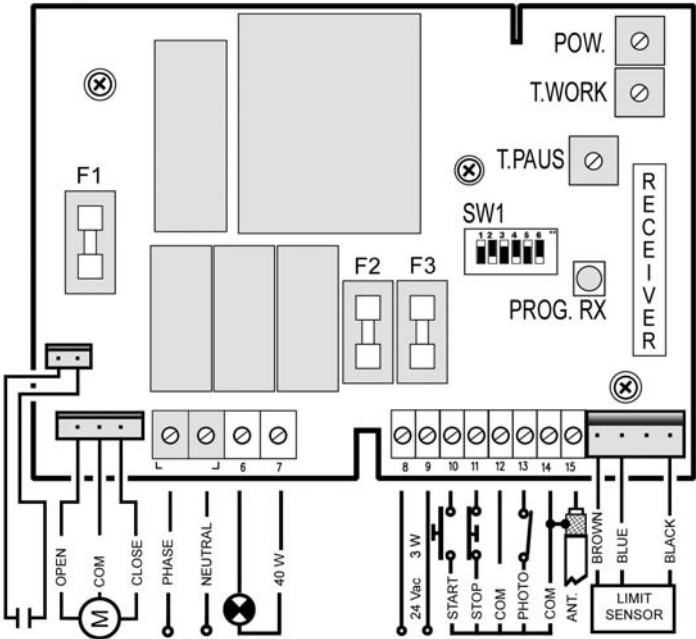 POW.
T.WORK
T.PAUS
F1
SW1
1 2 3 4 5 6
F2 F3
PROG. RX
RECEIVER
6 7
8 9 10 11 12 13 14 15
OPEN
COM
CLOSE
M
PHASE
NEUTRAL
40 W
24 Vac 3 W
START
STOP
COM
PHOTO
COM
ANT.
BROWN
BLUE
BLACK
LIMIT
SENSOR